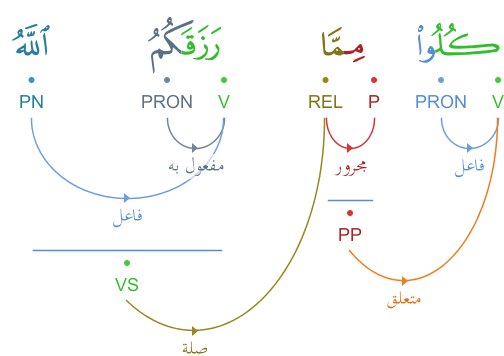 كُلُوا۟ مِمَّا رَزَقَكُمُ ٱللَّهُ
V PRON P REL V PRON PN
فاعل مجرور مفعول به
فاعل
PP
VS
متعلق
صلة